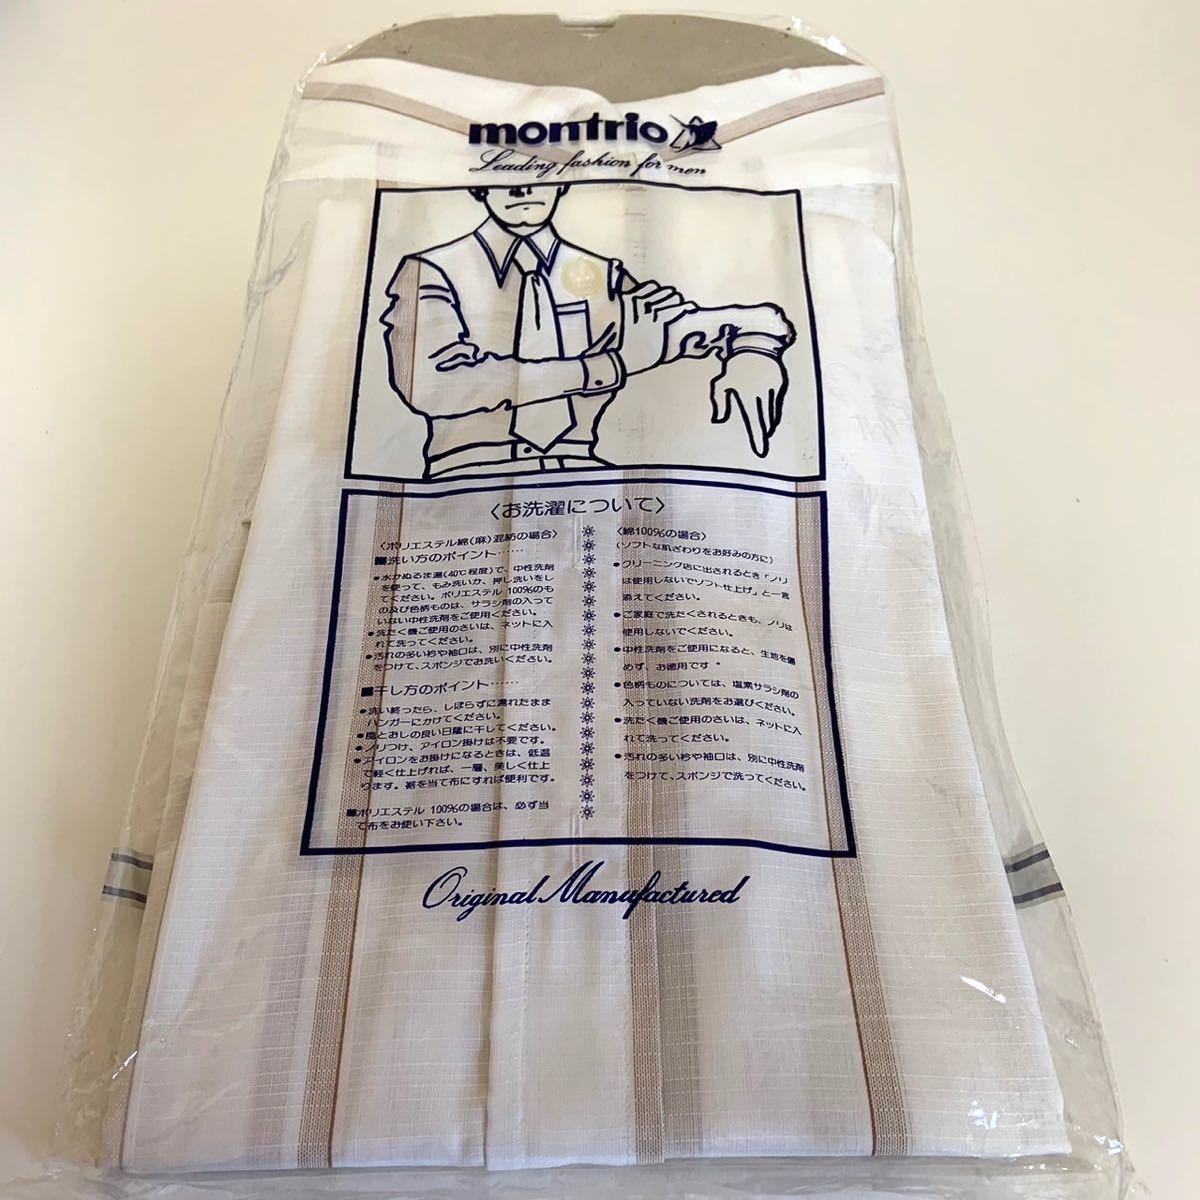 montrio
Leading fashion for men
〈お洗濯について〉
〈ポリエステル綿(麻)混紡の場合〉
■洗い方のポイント……
●水かぬるま湯(40℃程度)で、中性洗剤
を使って、もみ洗いか、押し洗いをし
てください。ポリエステル100%のも
の及び色柄ものは、サラシ剤の入って
いない中性洗剤をご使用ください。
●洗たく機ご使用のさいは、ネットに入
れて洗ってください。
●汚れの多い衿や袖口は、別に中性洗剤
をつけて、スポンジでお洗いください。
■干し方のポイント……
●洗い終ったら、しぼらずに濡れたまま
ハンガーにかけてください。
●風とおしの良い日陰に干してください。
●ノリつけ、アイロン掛けは不要です。
●アイロンをお掛けになるときは、低温
で軽く仕上げれば、一層、美しく仕上
ります。裾を当て布にすれば便利です。
■ポリエステル100%の場合は、必ず当
て布をお使い下さい。
〈綿100%の場合〉
(ソフトな肌ざわりをお好みの方に)
●クリーニング店に出されるとき「ノリ
は使用しないでソフト仕上げ」と一言
添えてください。
●ご家庭で洗たくされるときも、ノリは
使用しないでください。
●中性洗剤をご使用になると、生地を傷
めず、お徳用です。
●色柄ものについては、塩素サラシ剤の
入っていない洗剤をお選びください。
●洗たく機ご使用のさいは、ネットに入
れて洗ってください。
●汚れの多い衿や袖口は、別に中性洗剤
をつけて、スポンジで洗ってください。
Original Manufactured